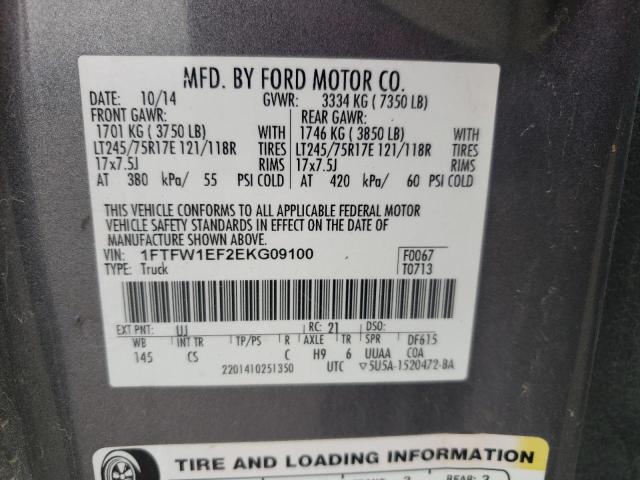 MFD. BY FORD MOTOR CO.
DATE: 10/14 GVWR: 3334 KG ( 7350 LB)
FRONT GAWR: REAR GAWR:
1701 KG ( 3750 LB) WITH 1746 KG ( 3850 LB) WITH
LT245/75R17E 121/118R TIRES LT245/75R17E 121/118R TIRES
17x7.5J RIMS 17x7.5J RIMS
AT 380 kPa/ 55 PSI COLD AT 420 kPa/ 60 PSI COLD
THIS VEHICLE CONFORMS TO ALL APPLICABLE FEDERAL MOTOR
VEHICLE SAFETY STANDARDS IN EFFECT ON THE DATE OF
MANUFACTURE SHOWN ABOVE.
VIN: 1FTFW1EF2EKG09100 F0067
TYPE: Truck T0713
EXT PNT: UJ RC: 21 DSO:
WB INT TR TP/PS R AXLE TR SPR DF615
145 CS C H9 6 UUAA COA
2201410251350 UTC ▽5U5A-1520472-BA
TIRE AND LOADING INFORMATION